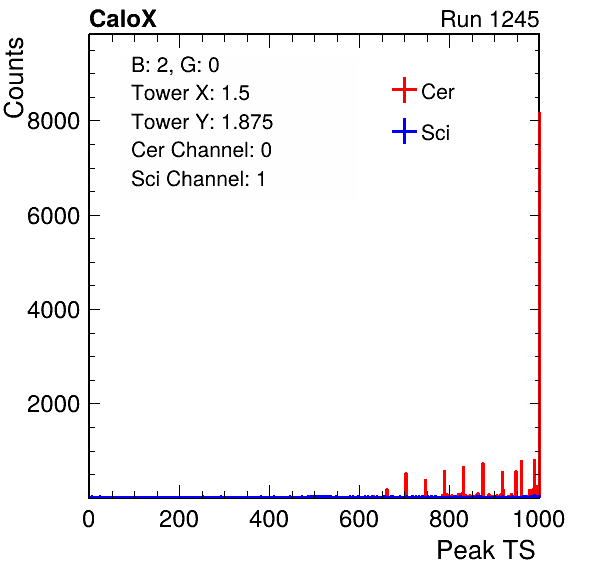 CaloX Run 1245
Counts
B: 2, G: 0
Tower X: 1.5
Tower Y: 1.875
Cer Channel: 0
Sci Channel: 1
Cer
Sci
8000
6000
4000
2000
0 200 400 600 800 1000
Peak TS